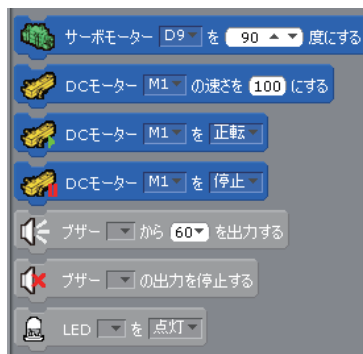 サーボモーター D9 を 90 度にする
DCモーター M1 の速さを 100 にする
DCモーター M1 を 正転
DCモーター M1 を 停止
ブザー から 60 を出力する
ブザー の出力を停止する
LED を 点灯